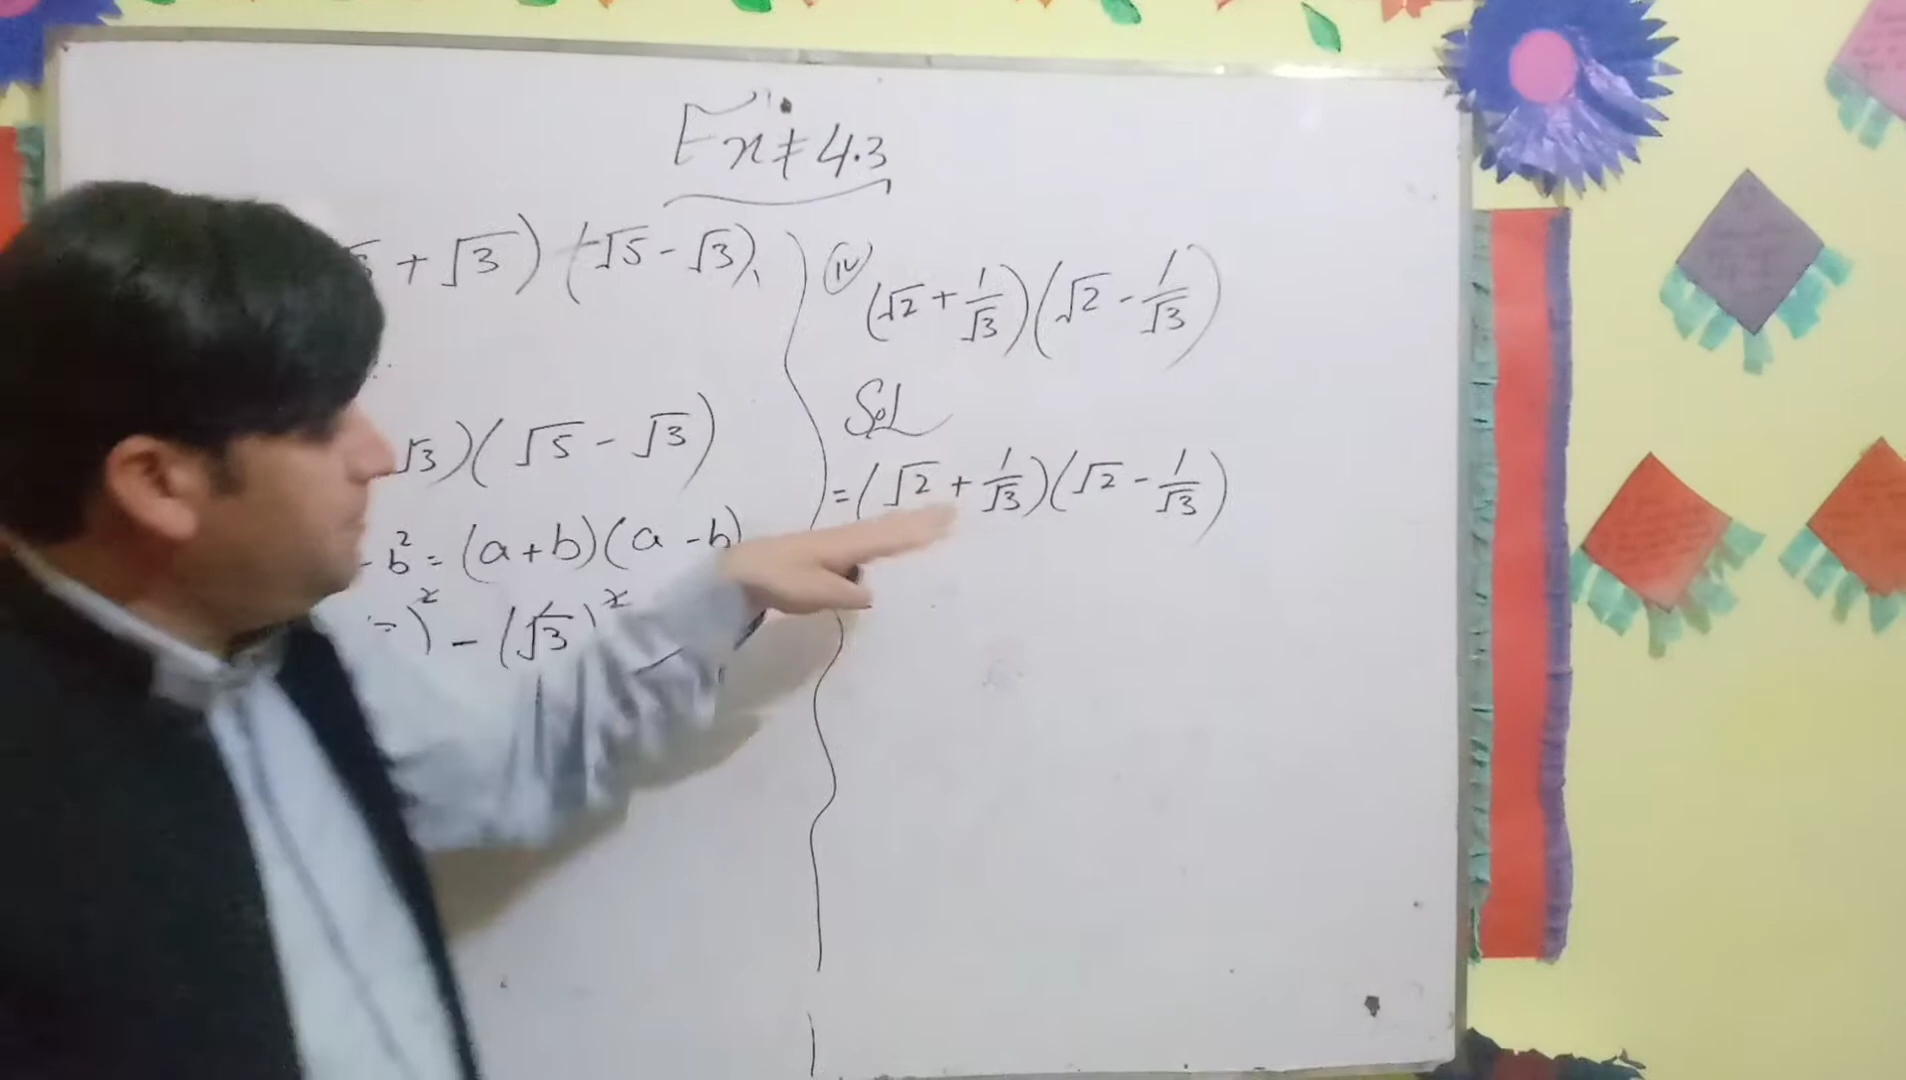 Ex # 4.3
+ √3) (√5 - √3)
√3)(√5 - √3)
- b² = (a+b)(a-b)
)² - (√3)²
(iv) (√2 + 1/√3)(√2 - 1/√3)
Sol
= (√2 + 1/√3)(√2 - 1/√3)